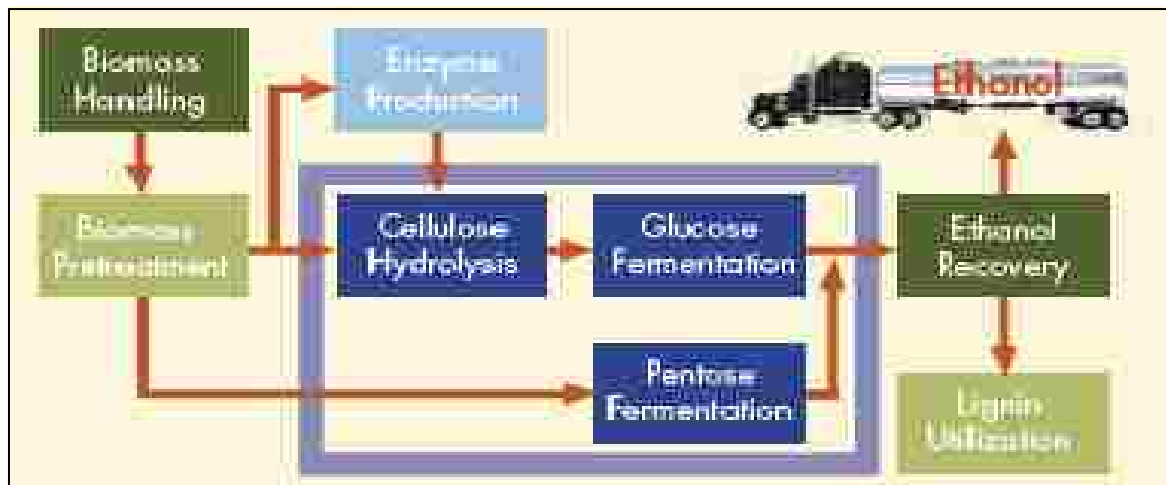 Biomass
Handling
Enzyme
Production
Ethanol
Biomass
Pretreatment
Cellulose
Hydrolysis
Glucose
Fermentation
Ethanol
Recovery
Pentose
Fermentation
Lignin
Utilization